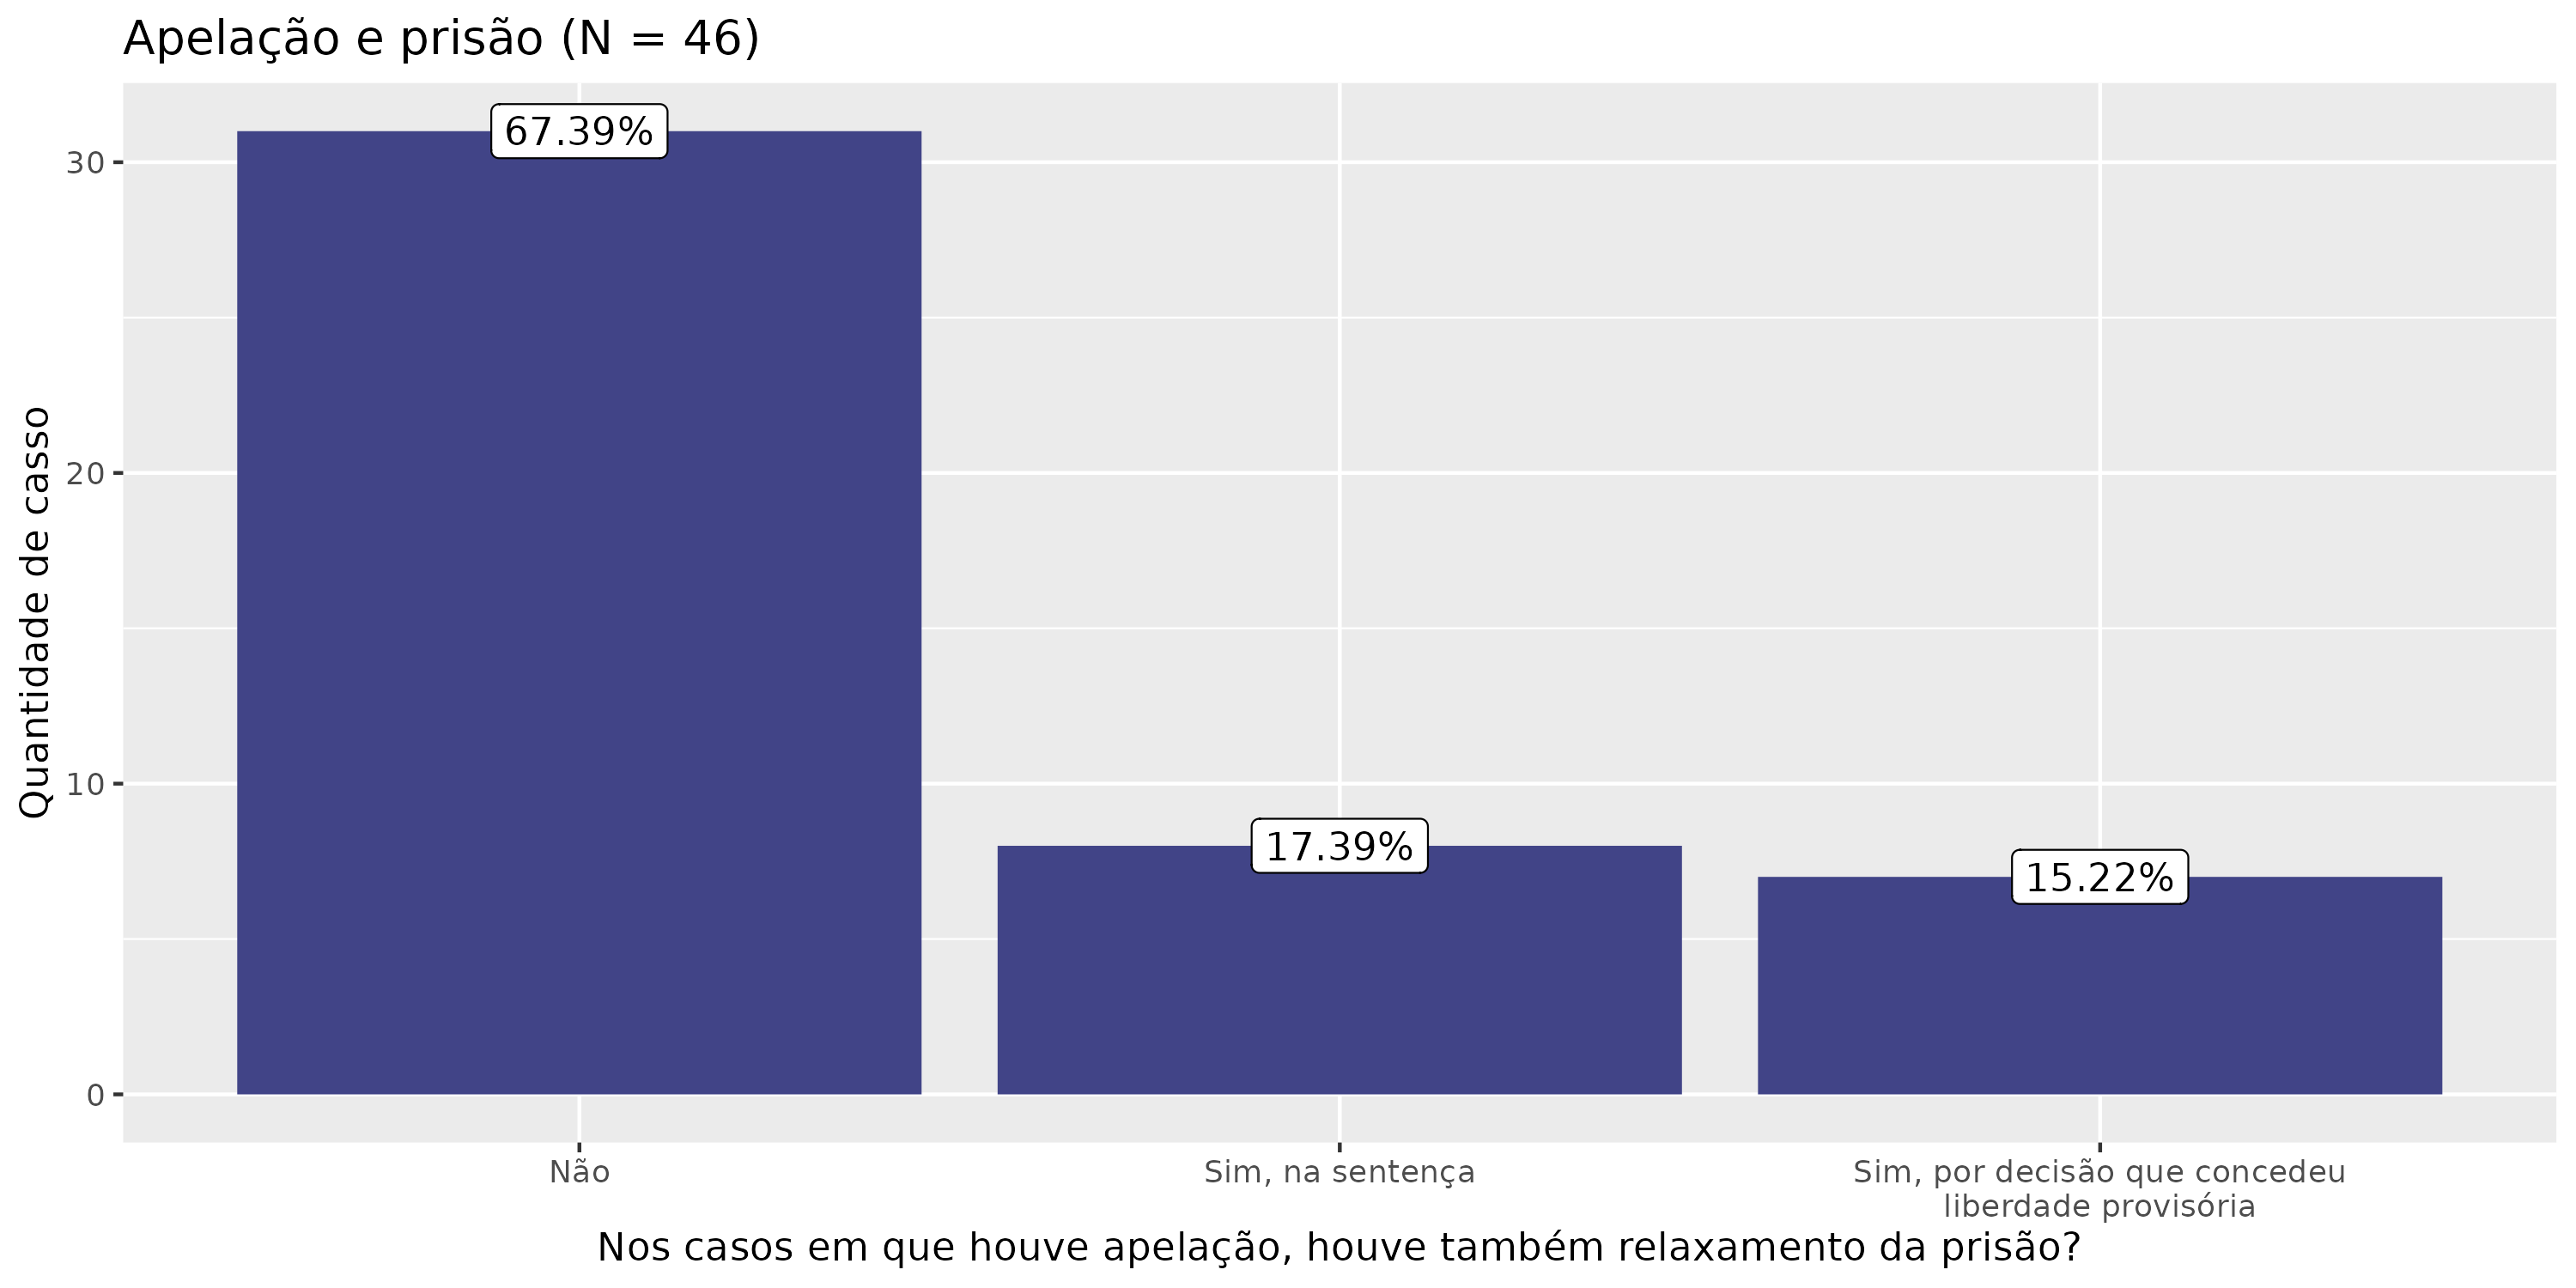 Apelação e prisão (N = 46)
Quantidade de casso
30
20
10
0
67.39%
17.39%
15.22%
Não
Sim, na sentença
Sim, por decisão que concedeu
liberdade provisória
Nos casos em que houve apelação, houve também relaxamento da prisão?